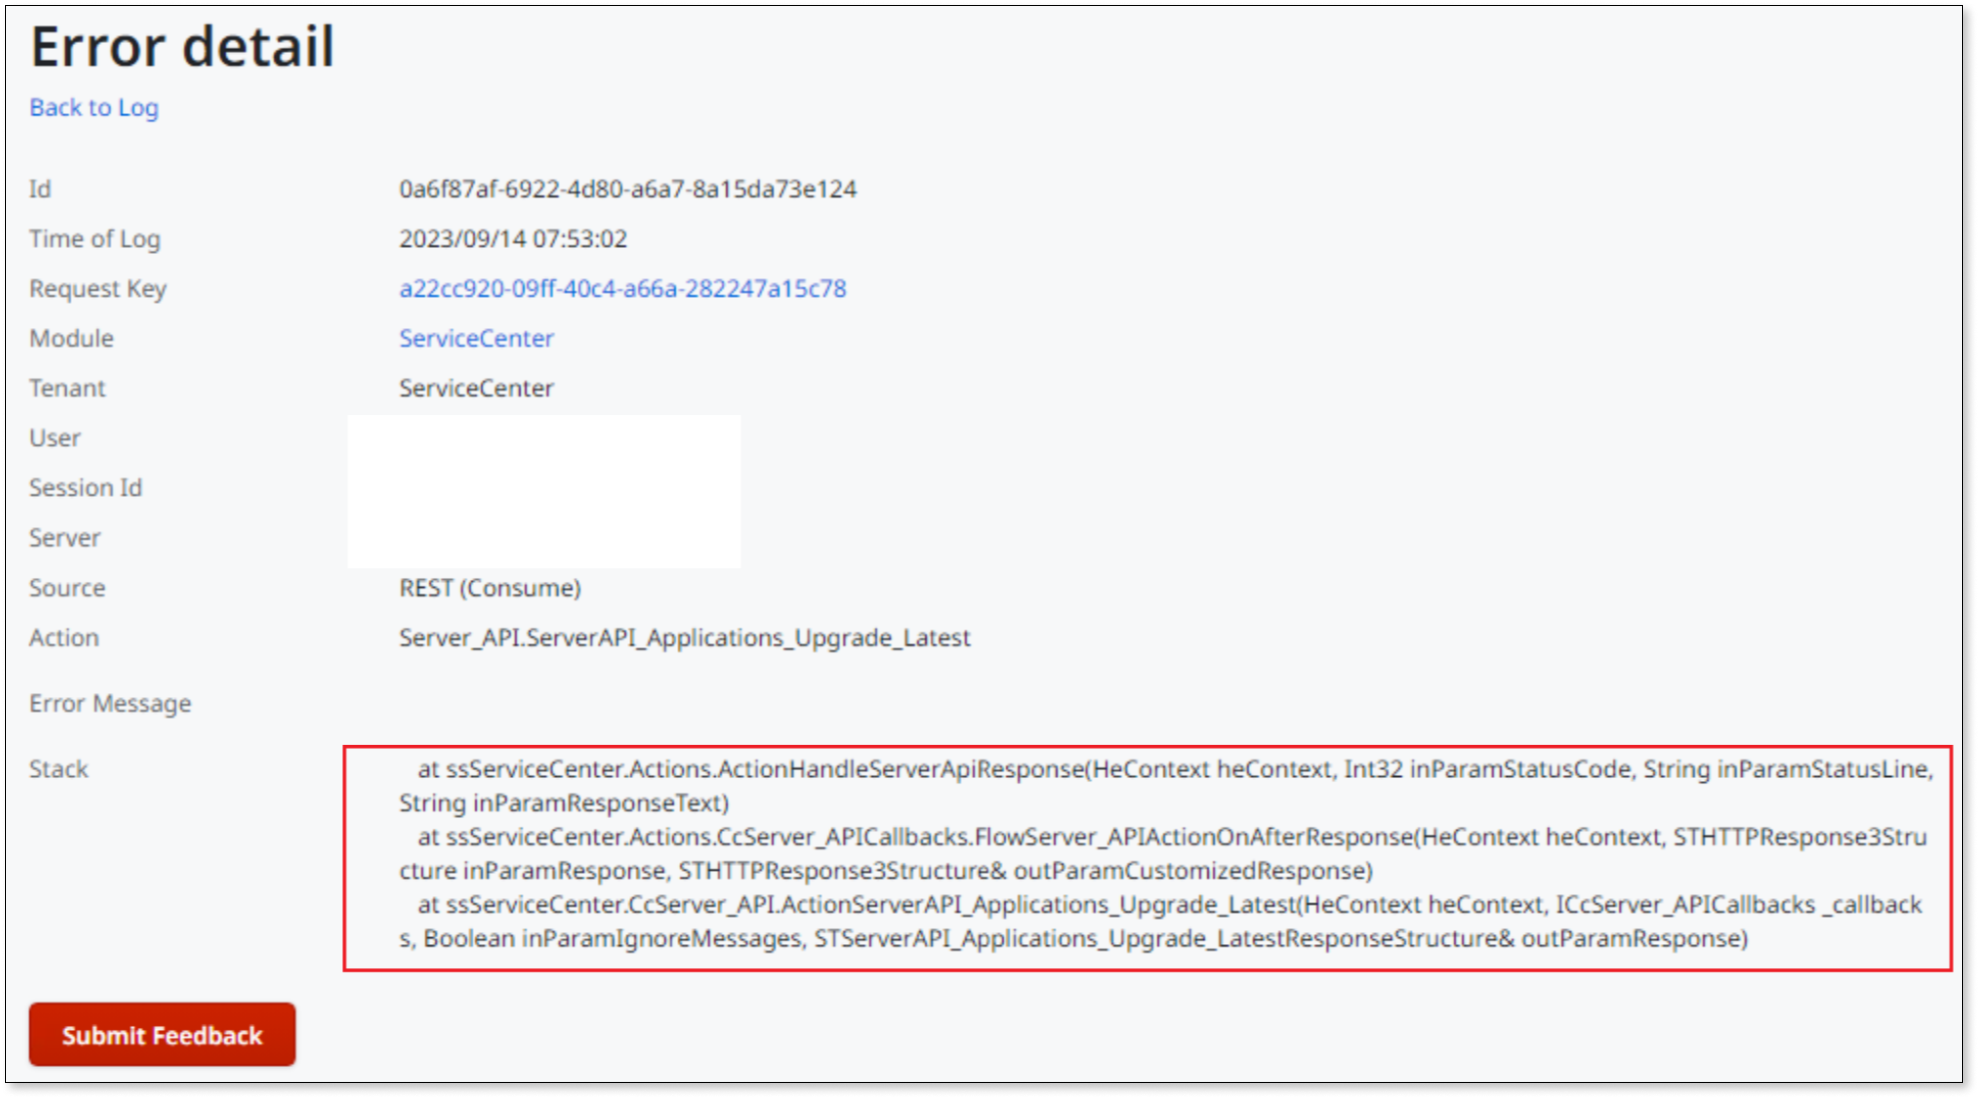 Error detail
Back to Log
Id 0a6f87af-6922-4d80-a6a7-8a15da73e124
Time of Log 2023/09/14 07:53:02
Request Key a22cc920-09ff-40c4-a66a-282247a15c78
Module ServiceCenter
Tenant ServiceCenter
User
Session Id
Server
Source REST (Consume)
Action Server_API.ServerAPI_Applications_Upgrade_Latest
Error Message
Stack at ssServiceCenter.Actions.ActionHandleServerApiResponse(HeContext heContext, Int32 inParamStatusCode, String inParamStatusLine,
String inParamResponseText)
at ssServiceCenter.Actions.CcServer_APICallbacks.FlowServer_APIActionOnAfterResponse(HeContext heContext, STHTTPResponse3Stru
cture inParamResponse, STHTTPResponse3Structure& outParamCustomizedResponse)
at ssServiceCenter.CcServer_API.ActionServerAPI_Applications_Upgrade_Latest(HeContext heContext, ICcServer_APICallbacks _callback
s, Boolean inParamIgnoreMessages, STServerAPI_Applications_Upgrade_LatestResponseStructure& outParamResponse)
Submit Feedback